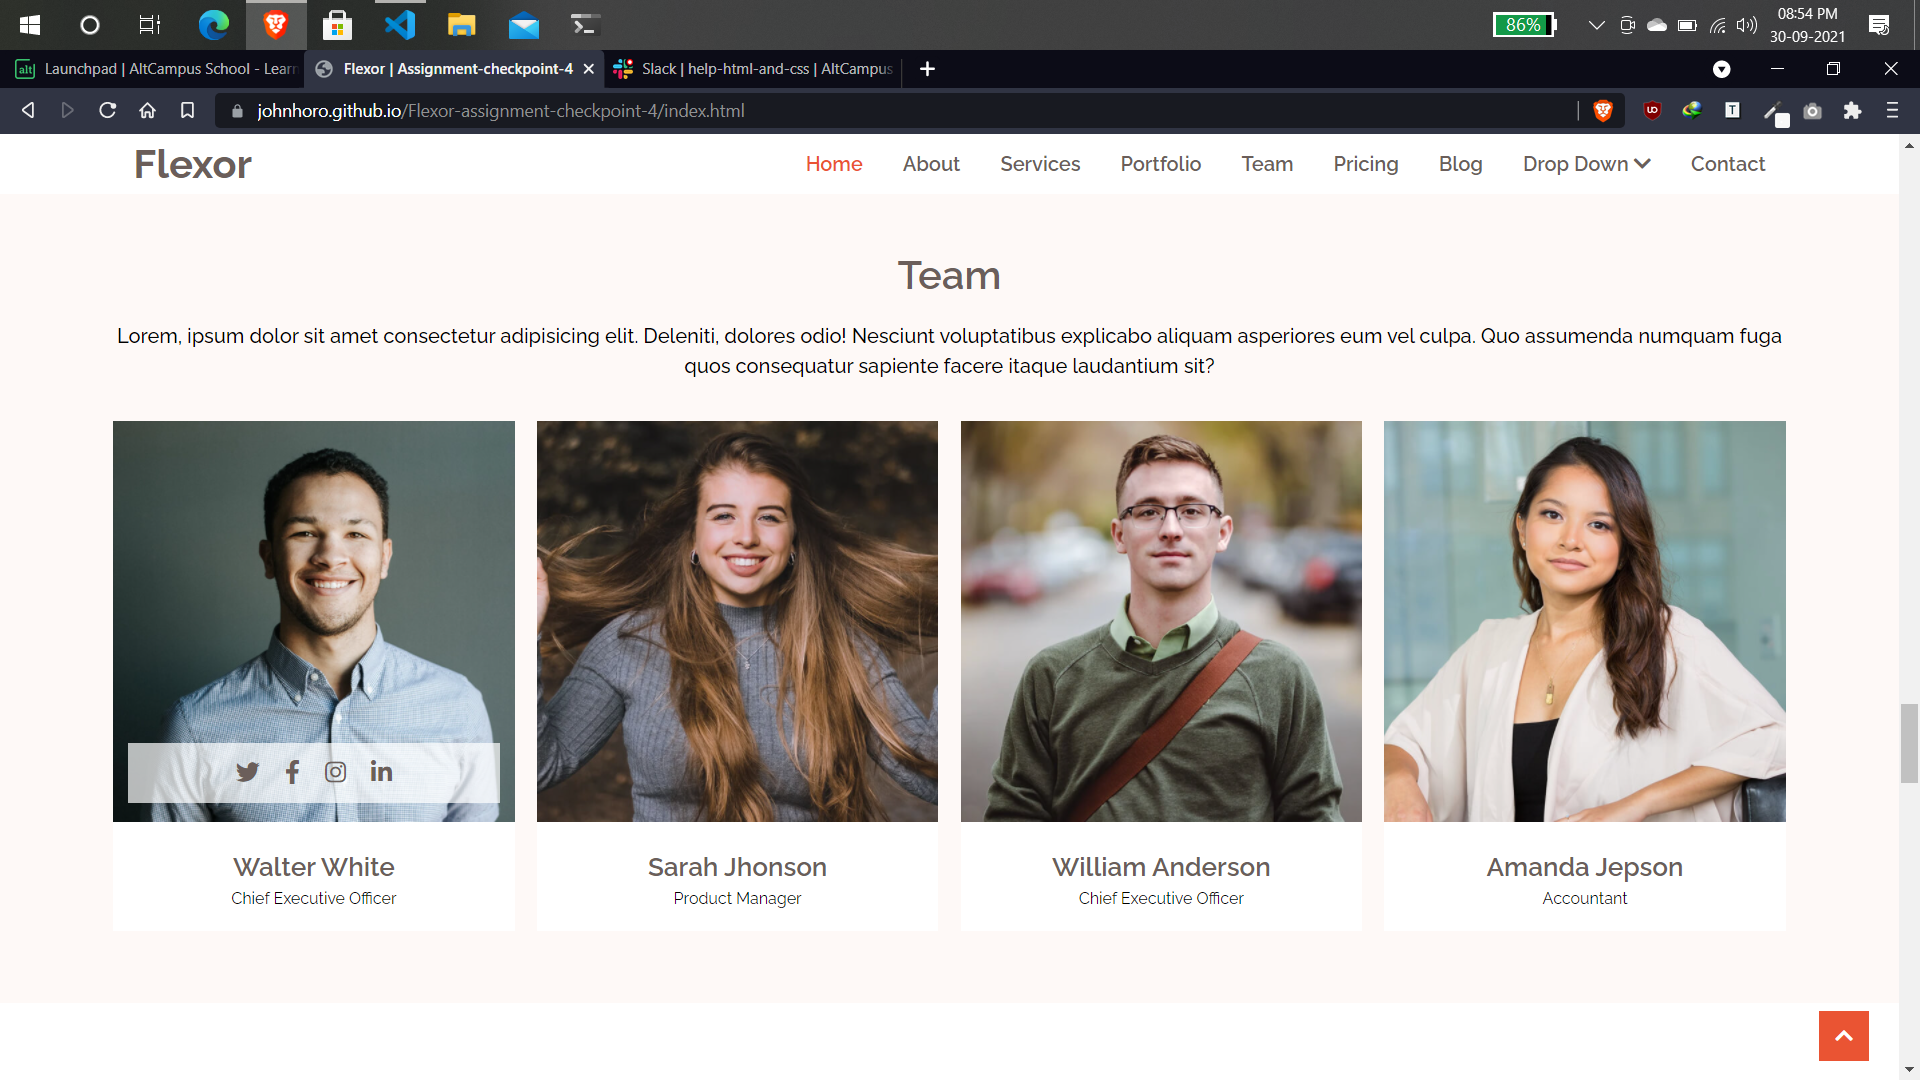 86%
08:54 PM
30-09-2021
alt
Launchpad | AltCampus School - Learn
Flexor | Assignment-checkpoint-4
Slack | help-html-and-css | AltCampus
johnhoro.github.io/Flexor-assignment-checkpoint-4/index.html
T
Flexor
Home
About
Services
Portfolio
Team
Pricing
Blog
Drop Down
Contact
Team
Lorem, ipsum dolor sit amet consectetur adipisicing elit. Deleniti, dolores odio! Nesciunt voluptatibus explicabo aliquam asperiores eum vel culpa. Quo assumenda numquam fuga
quos consequatur sapiente facere itaque laudantium sit?
Walter White
Chief Executive Officer
Sarah Jhonson
Product Manager
William Anderson
Chief Executive Officer
Amanda Jepson
Accountant